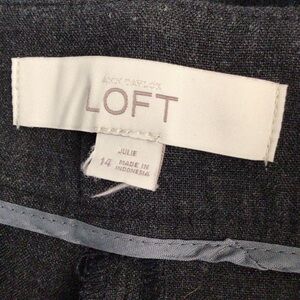 ANN TAYLOR
LOFT
JULIE
14 MADE IN
INDONESIA